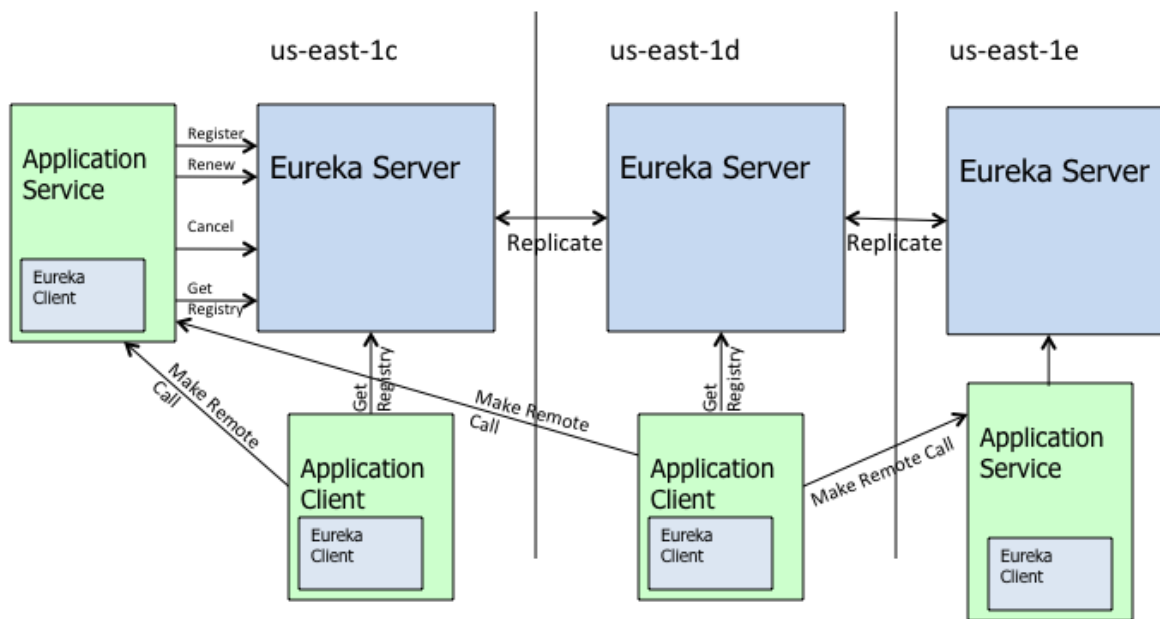 us-east-1c
us-east-1d
us-east-1e
Application
Service
Eureka
Client
Register
Renew
Cancel
Get
Registry
Eureka Server
Replicate
Eureka Server
Replicate
Eureka Server
Make Remote
Call
Get
Registry
Make Remote
Call
Get
Registry
Make Remote Call
Application
Client
Eureka
Client
Application
Client
Eureka
Client
Application
Service
Eureka
Client